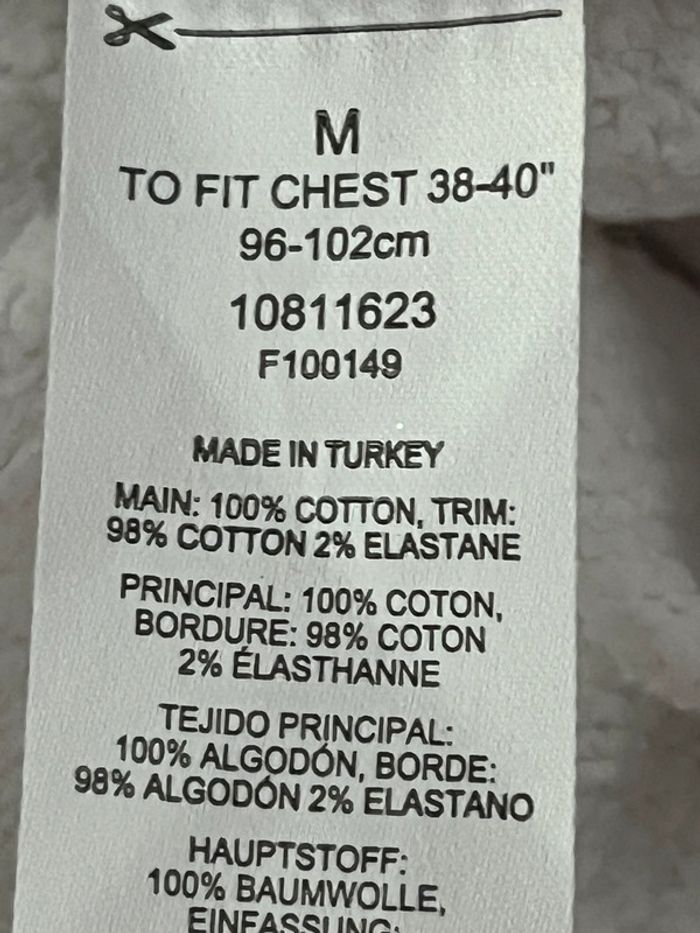 M
TO FIT CHEST 38-40"
96-102cm
10811623
F100149
MADE IN TURKEY
MAIN: 100% COTTON, TRIM:
98% COTTON 2% ELASTANE
PRINCIPAL: 100% COTON,
BORDURE: 98% COTON
2% ÉLASTHANNE
TEJIDO PRINCIPAL:
100% ALGODÓN, BORDE:
98% ALGODÓN 2% ELASTANO
HAUPTSTOFF:
100% BAUMWOLLE,
EINFASSUNG: